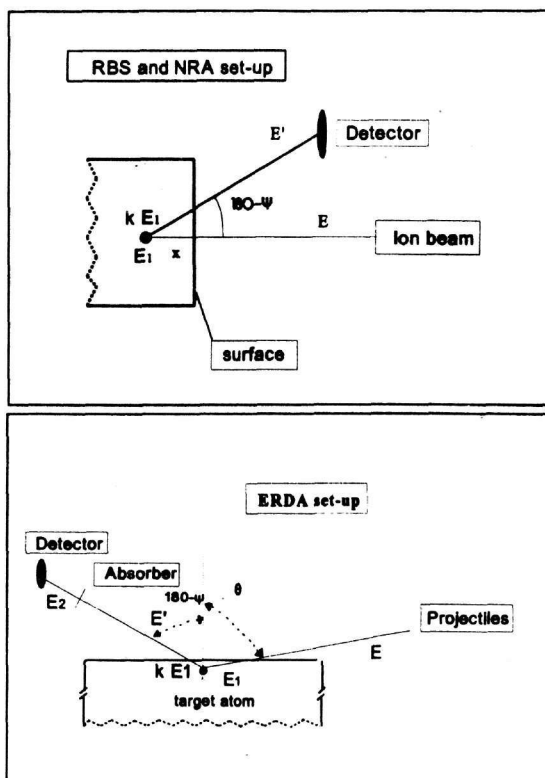 RBS and NRA set-up
E'
Detector
180-Ψ
k E1
E
Ion beam
E1
x
surface
ERDA set-up
Detector
Absorber
θ
180-Ψ
E2
E'
Projectiles
E
k E1
E1
target atom